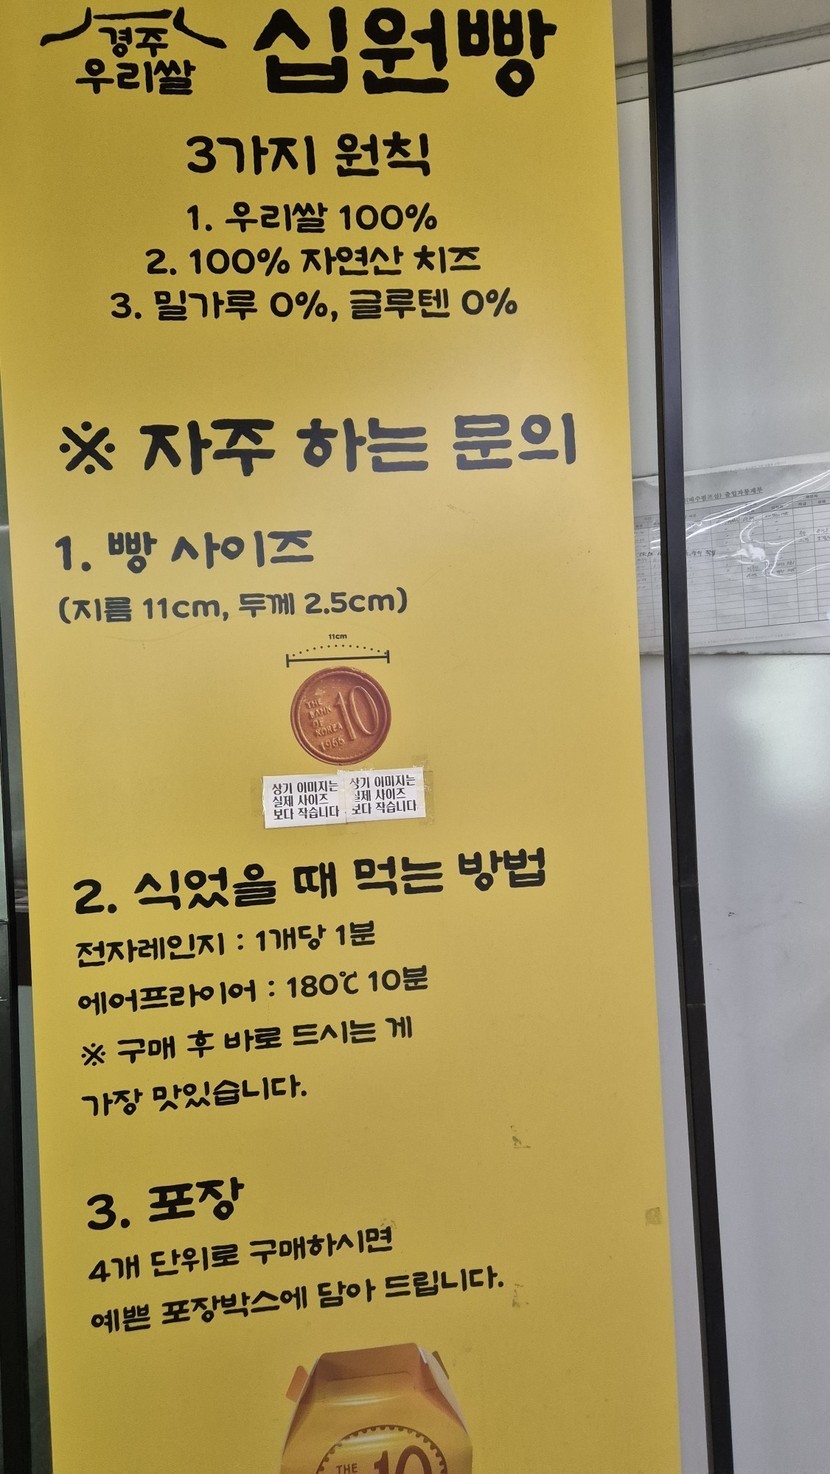 경주
우리쌀
십원빵
3가지 원칙
1. 우리쌀 100%
2. 100% 자연산 치즈
3. 밀가루 0%, 글루텐 0%
※ 자주 하는 문의
1. 빵 사이즈
(지름 11cm, 두께 2.5cm)
11cm
THE
BANK
OF
KOREA
1966
10
상기 이미지는
실제 사이즈
보다 작습니다
상기 이미지는
실제 사이즈
보다 작습니다
2. 식었을 때 먹는 방법
전자레인지 : 1개당 1분
에어프라이어 : 180℃ 10분
※ 구매 후 바로 드시는 게
가장 맛있습니다.
3. 포장
4개 단위로 구매하시면
예쁜 포장박스에 담아 드립니다.
THE
10